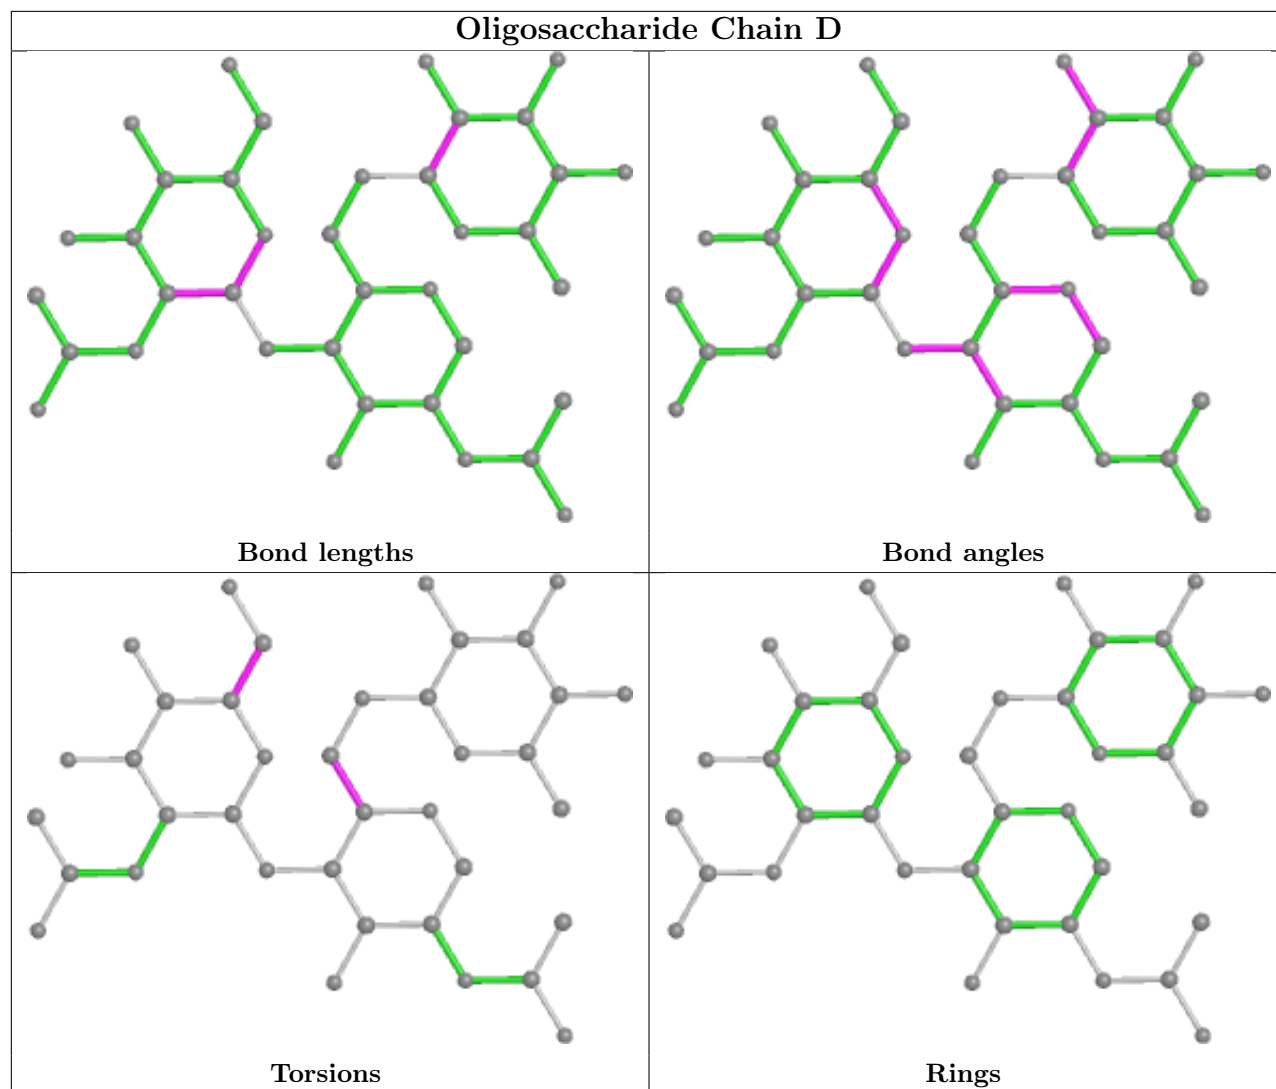 Oligosaccharide Chain D
Bond lengths
Bond angles
Torsions
Rings